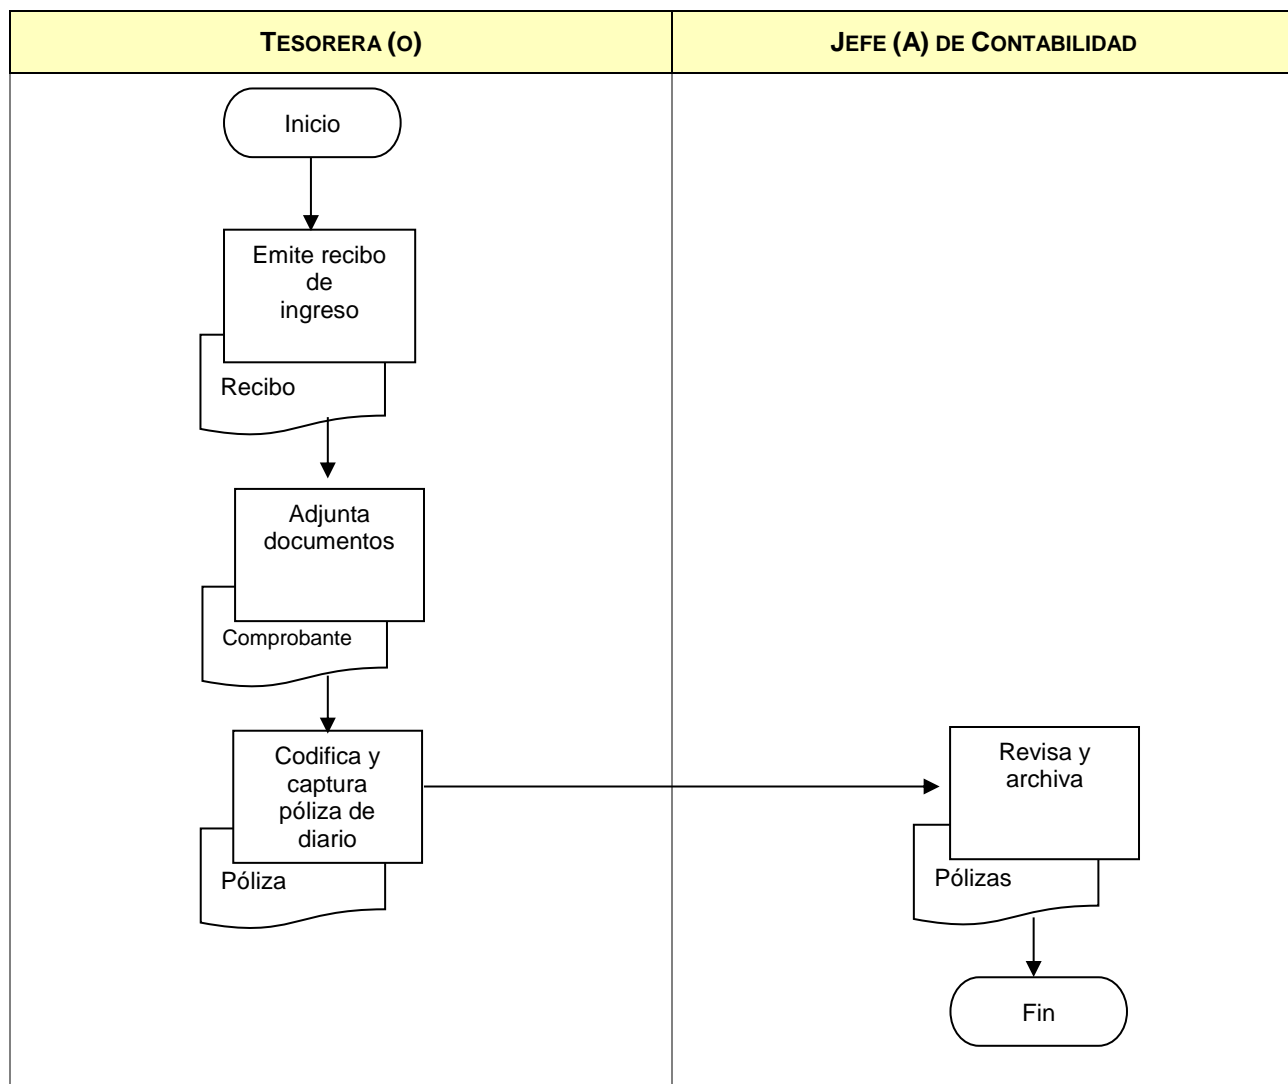 TESORERA (O)
JEFE (A) DE CONTABILIDAD
Inicio
Emite recibo
de
ingreso
Recibo
Adjunta
documentos
Comprobante
Codifica y
captura
póliza de
diario
Póliza
Revisa y
archiva
Pólizas
Fin